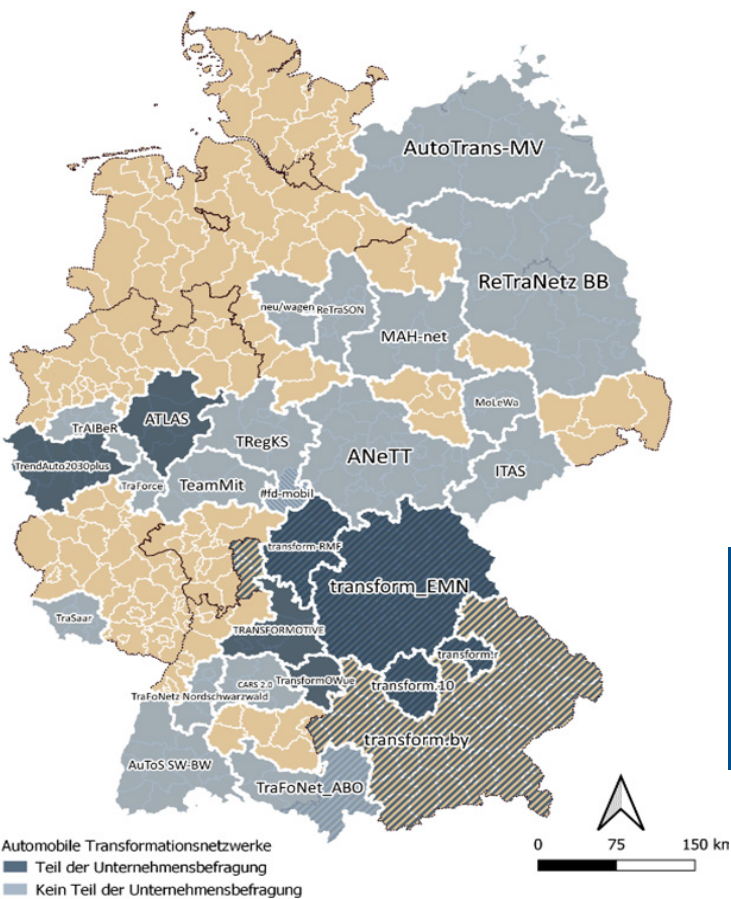 AutoTrans-MV
ReTraNetz BB
neu/wagen
ReTraSON
MAH-net
MoLeWa
ATLAS
TrAIBeR
TRegKS
TrendAuto2030plus
ANeTT
ITAS
TraForce
TeamMit
#fd-mobil
transform-RMF
transform_EMN
TraSaar
TRANSFORMOTIVE
transform.r
CARS 2.0
TransformOWue
transform.10
TraFoNetz Nordschwarzwald
transform.by
AuToS SW-BW
TraFoNet_ABO
Automobile Transformationsnetzwerke
Teil der Unternehmensbefragung
Kein Teil der Unternehmensbefragung
0 75 150 km